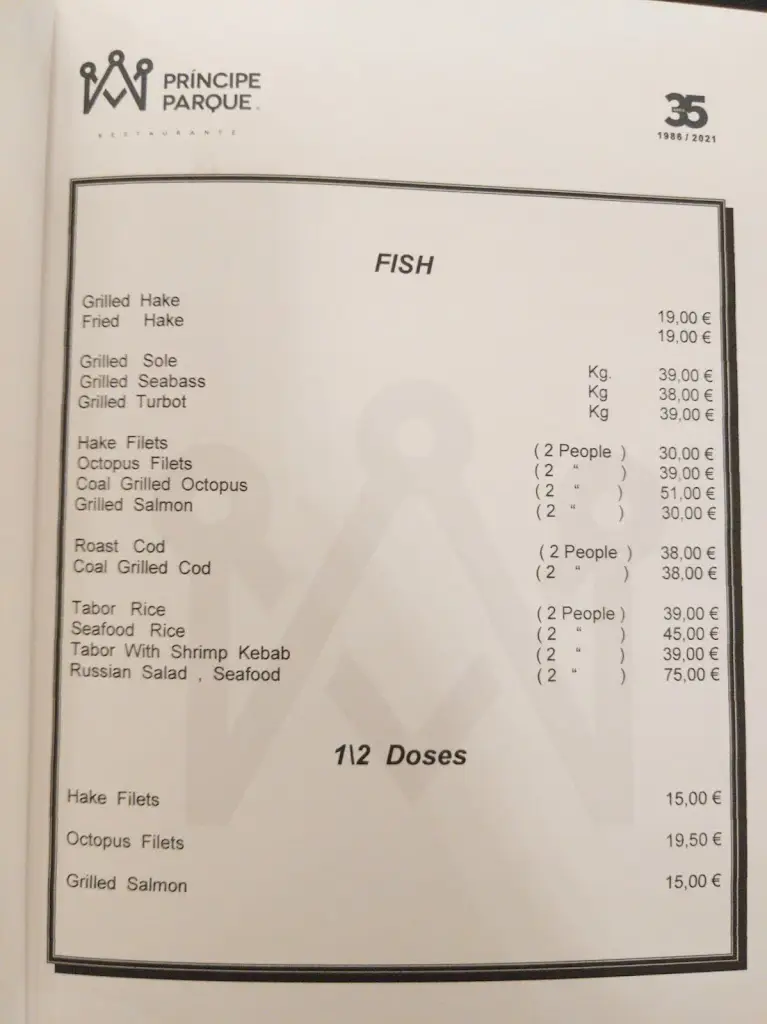 PRÍNCIPE
PARQUE
RESTAURANTE
35
1986 / 2021
FISH
Grilled Hake 19,00 €
Fried Hake 19,00 €
Grilled Sole Kg. 39,00 €
Grilled Seabass Kg 38,00 €
Grilled Turbot Kg 39,00 €
Hake Filets ( 2 People ) 30,00 €
Octopus Filets ( 2 “ ) 39,00 €
Coal Grilled Octopus ( 2 “ ) 51,00 €
Grilled Salmon ( 2 “ ) 30,00 €
Roast Cod ( 2 People ) 38,00 €
Coal Grilled Cod ( 2 “ ) 38,00 €
Tabor Rice ( 2 People ) 39,00 €
Seafood Rice ( 2 “ ) 45,00 €
Tabor With Shrimp Kebab ( 2 “ ) 39,00 €
Russian Salad , Seafood ( 2 “ ) 75,00 €
1\2 Doses
Hake Filets 15,00 €
Octopus Filets 19,50 €
Grilled Salmon 15,00 €